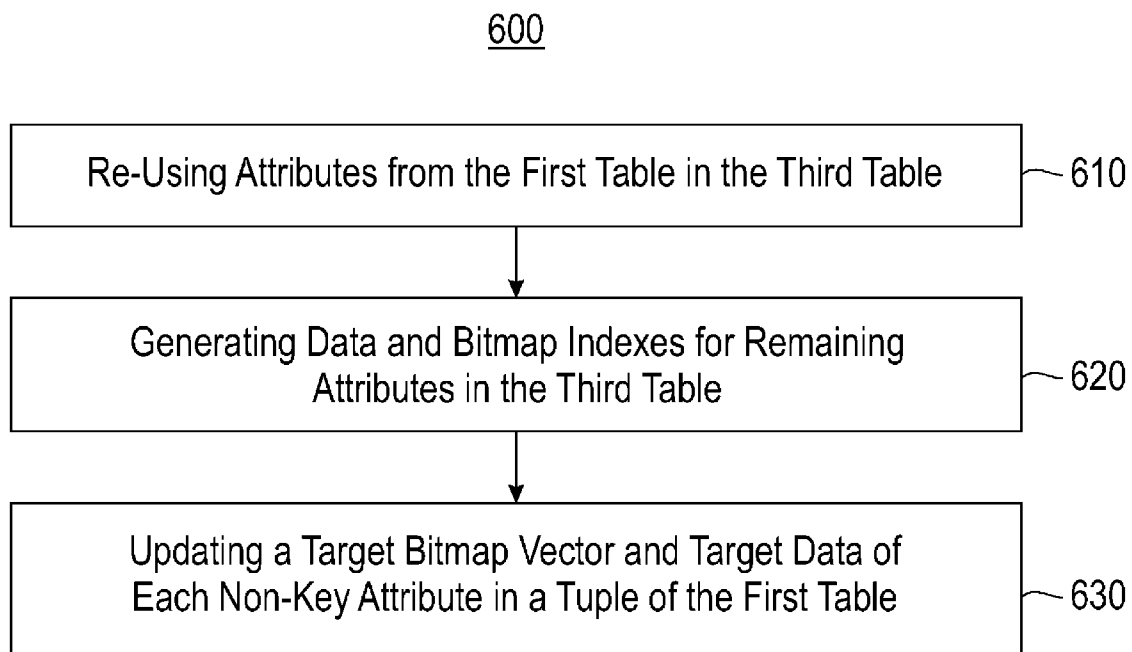 600
Re-Using Attributes from the First Table in the Third Table
610
Generating Data and Bitmap Indexes for Remaining
Attributes in the Third Table
620
Updating a Target Bitmap Vector and Target Data of
Each Non-Key Attribute in a Tuple of the First Table
630